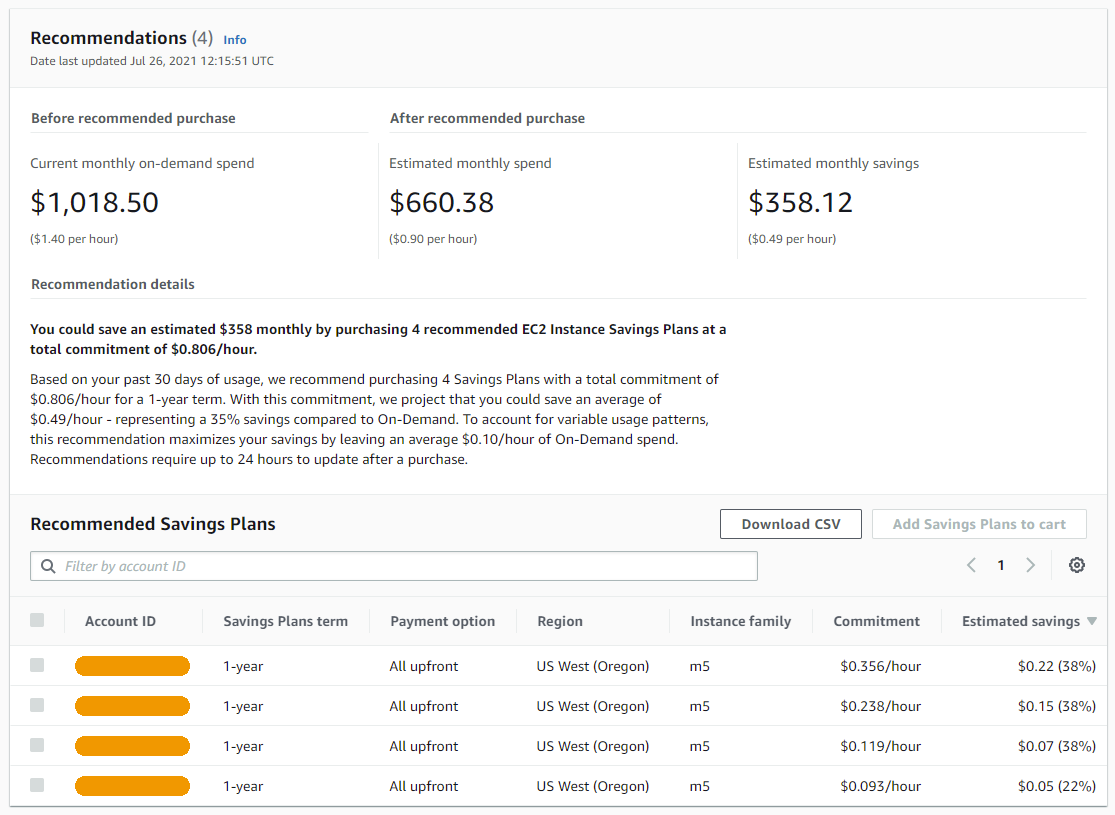 Recommendations (4) Info
Date last updated Jul 26, 2021 12:15:51 UTC
Before recommended purchase
After recommended purchase
Current monthly on-demand spend
Estimated monthly spend
Estimated monthly savings
$1,018.50
$660.38
$358.12
($1.40 per hour)
($0.90 per hour)
($0.49 per hour)
Recommendation details
You could save an estimated $358 monthly by purchasing 4 recommended EC2 Instance Savings Plans at a
total commitment of $0.806/hour.
Based on your past 30 days of usage, we recommend purchasing 4 Savings Plans with a total commitment of
$0.806/hour for a 1-year term. With this commitment, we project that you could save an average of
$0.49/hour - representing a 35% savings compared to On-Demand. To account for variable usage patterns,
this recommendation maximizes your savings by leaving an average $0.10/hour of On-Demand spend.
Recommendations require up to 24 hours to update after a purchase.
Recommended Savings Plans
Download CSV
Add Savings Plans to cart
Filter by account ID
1
Account ID Savings Plans term Payment option Region Instance family Commitment Estimated savings
1-year All upfront US West (Oregon) m5 $0.356/hour $0.22 (38%)
1-year All upfront US West (Oregon) m5 $0.238/hour $0.15 (38%)
1-year All upfront US West (Oregon) m5 $0.119/hour $0.07 (38%)
1-year All upfront US West (Oregon) m5 $0.093/hour $0.05 (22%)